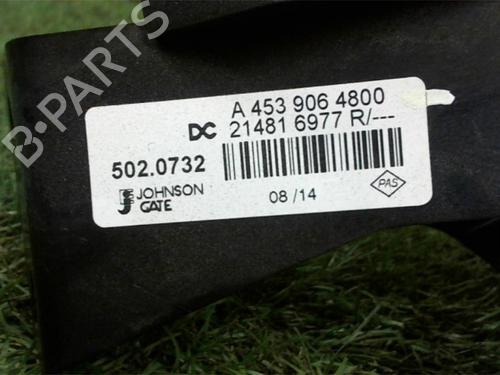 B-PARTS
A 453 906 4800
DC 21481 6977 R/---
502.0732
JOHNSON
GATE
08 /14
PAS